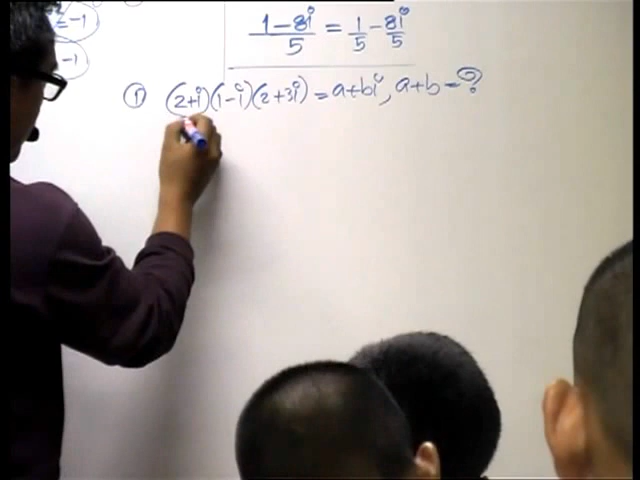 = -1
-1
1-8i/5 = 1/5 - 8i/5
① (2+i)(1-i)(2+3i) = a+bi, a+b = ?